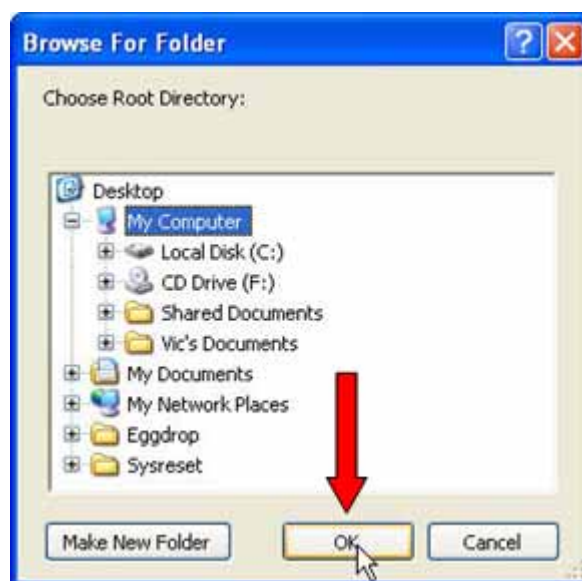 Browse For Folder
Choose Root Directory:
Desktop
My Computer
Local Disk (C:)
CD Drive (F:)
Shared Documents
Vic's Documents
My Documents
My Network Places
Eggdrop
Sysreset
Make New Folder OK Cancel